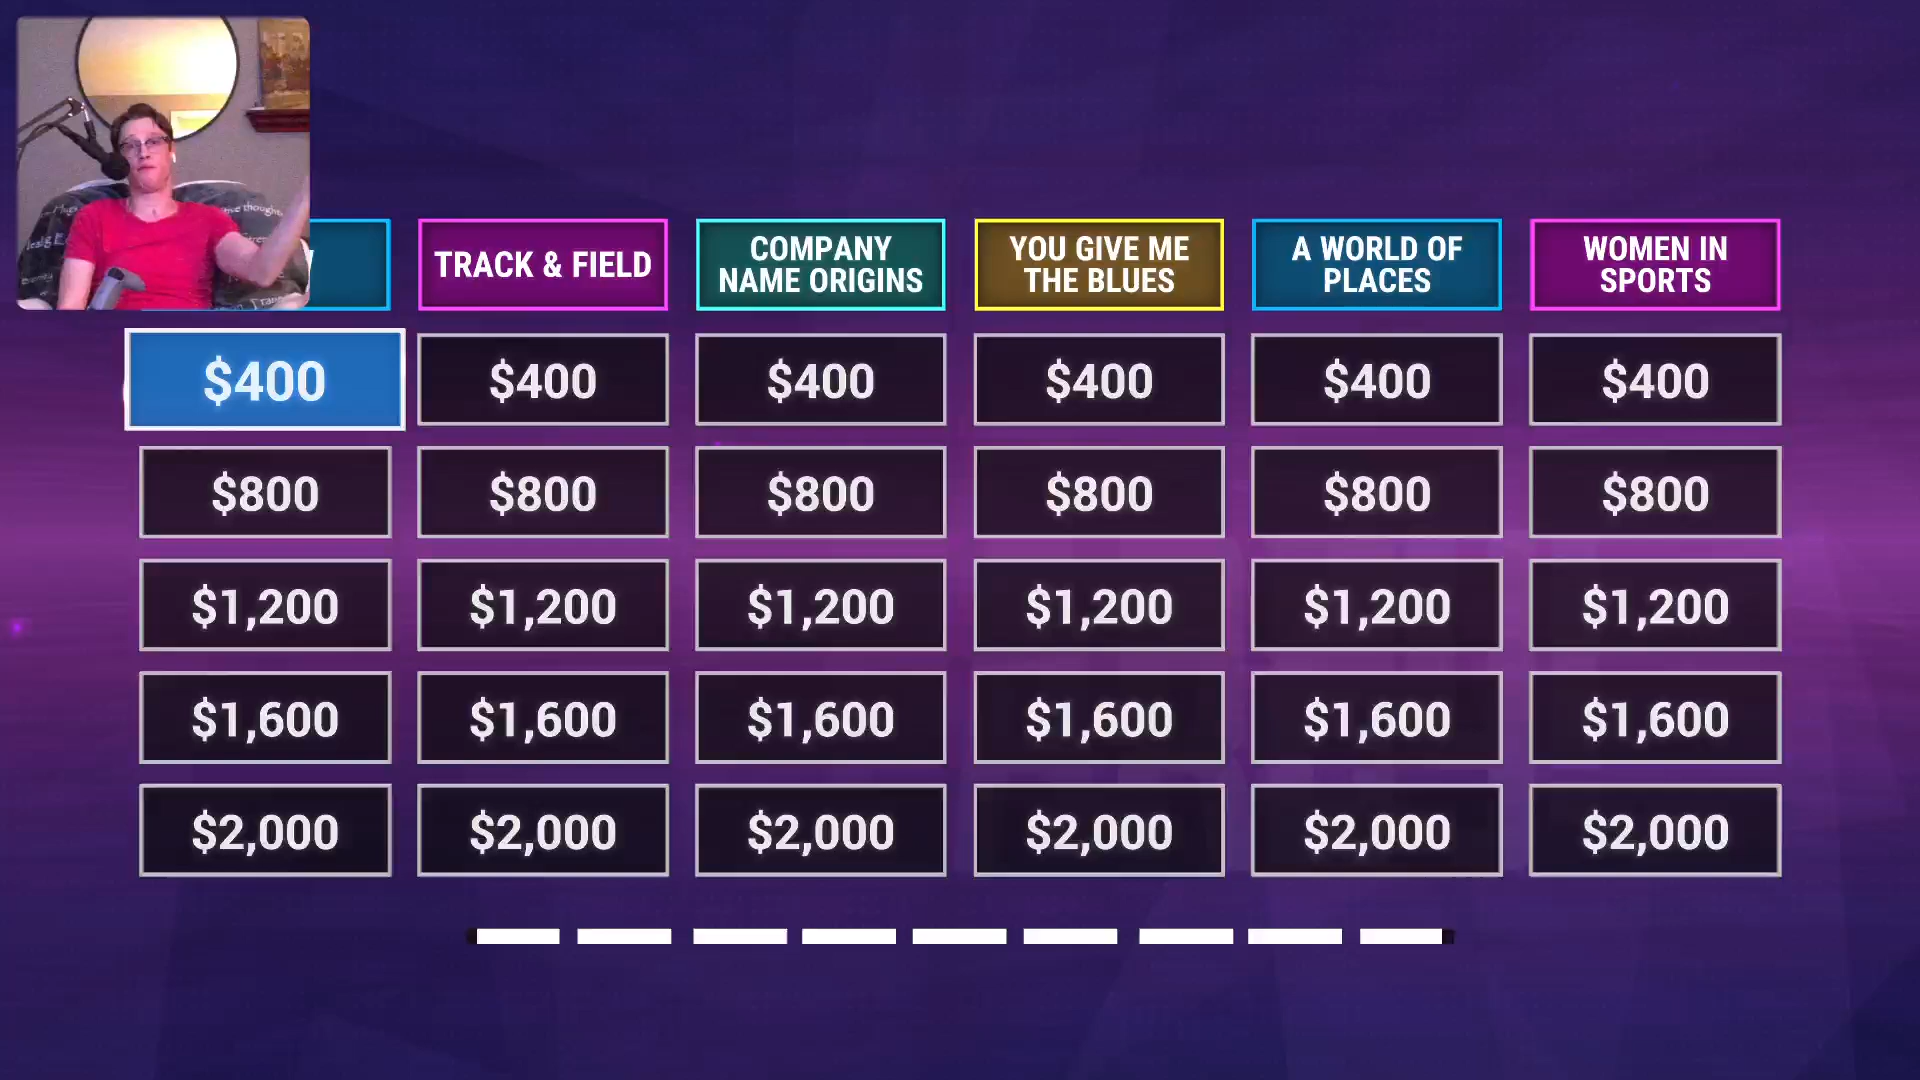 TRACK & FIELD
COMPANY
NAME ORIGINS
YOU GIVE ME
THE BLUES
A WORLD OF
PLACES
WOMEN IN
SPORTS
$400 $400 $400 $400 $400 $400
$800 $800 $800 $800 $800 $800
$1,200 $1,200 $1,200 $1,200 $1,200 $1,200
$1,600 $1,600 $1,600 $1,600 $1,600 $1,600
$2,000 $2,000 $2,000 $2,000 $2,000 $2,000